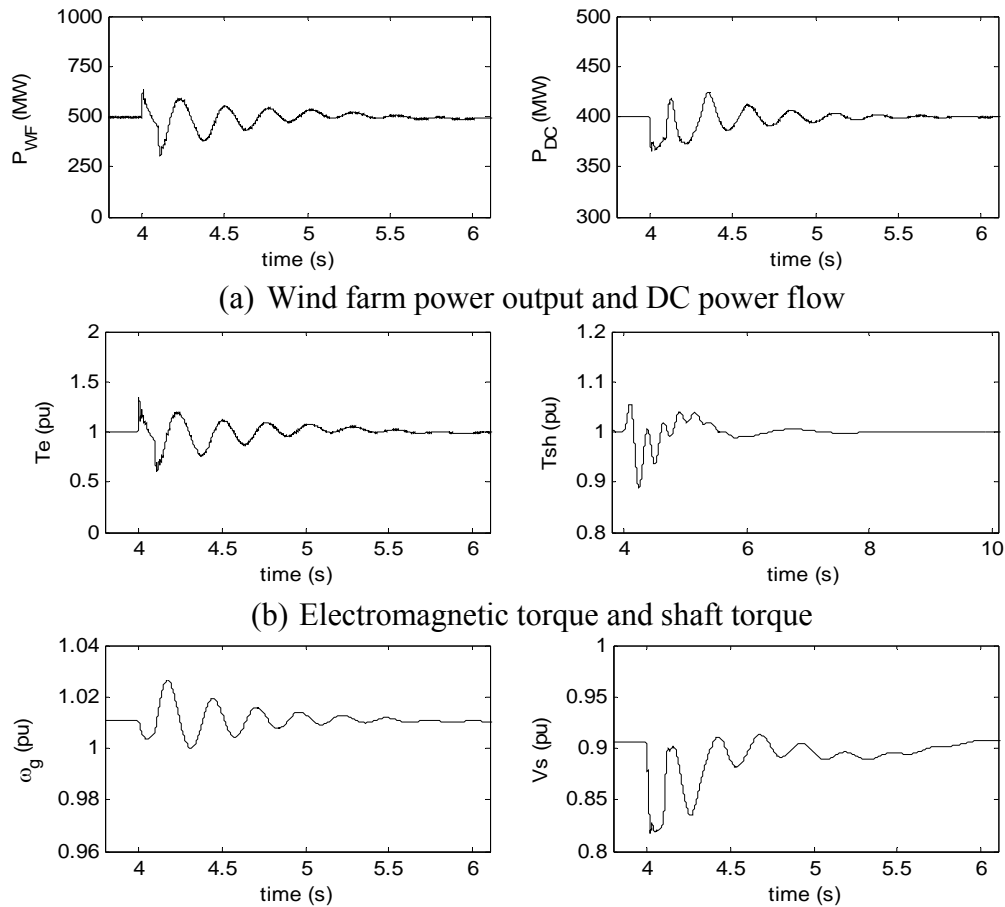 1000
750
500
250
0
P_WF (MW)
4 4.5 5 5.5 6
time (s)
500
450
400
350
300
P_DC (MW)
4 4.5 5 5.5 6
time (s)
(a) Wind farm power output and DC power flow
2
1.5
1
0.5
0
Te (pu)
4 4.5 5 5.5 6
time (s)
1.2
1.1
1
0.9
0.8
Tsh (pu)
4 6 8 10
time (s)
(b) Electromagnetic torque and shaft torque
1.04
1.02
1
0.98
0.96
ω_g (pu)
4 4.5 5 5.5 6
time (s)
1
0.95
0.9
0.85
0.8
Vs (pu)
4 4.5 5 5.5 6
time (s)